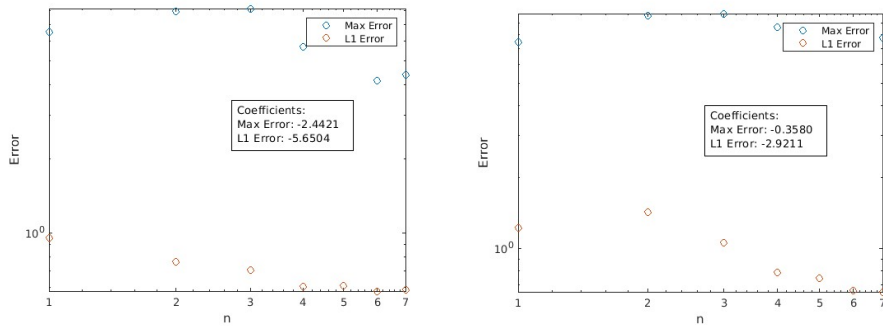 Max Error
L1 Error
Coefficients:
Max Error: -2.4421
L1 Error: -5.6504
Error
10^0
1 2 3 4 5 6 7
n
Max Error
L1 Error
Coefficients:
Max Error: -0.3580
L1 Error: -2.9211
Error
10^0
1 2 3 4 5 6 7
n